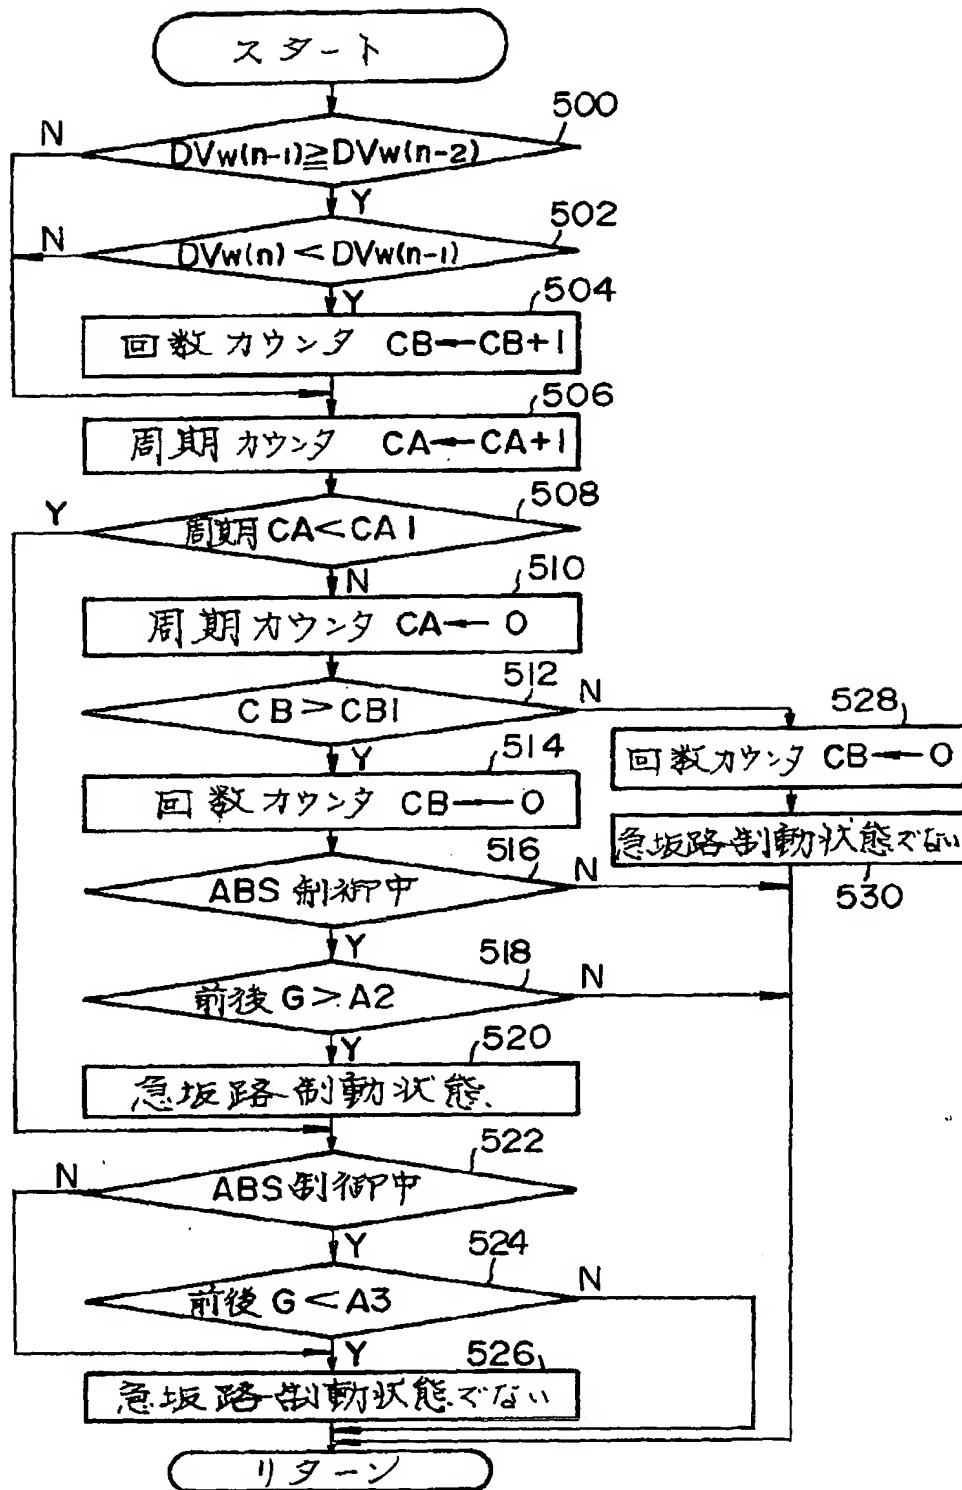 スタート
500
N
DVw(n-1)≧DVw(n-2)
Y
502
N
DVw(n)<DVw(n-1)
Y
504
回数カウンタ CB←CB+1
506
周期カウンタ CA←CA+1
508
Y
周期CA<CA1
N
510
周期カウンタ CA←0
512
CB>CB1
N
528
Y
514
回数カウンタ CB←0
回数カウンタ CB←0
516
ABS制御中
N
急坂路制動状態でない
530
Y
518
前後G>A2
N
Y
520
急坂路制動状態
522
N
ABS制御中
Y
524
前後G<A3
N
Y
526
急坂路制動状態でない
リターン